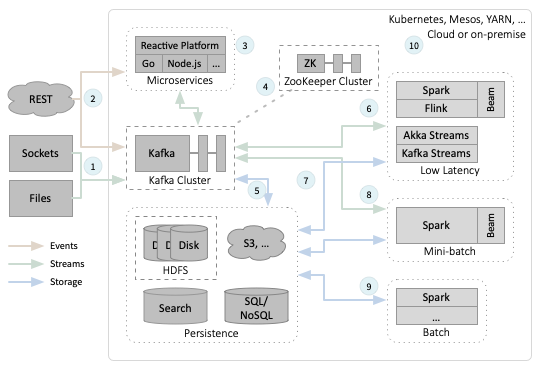 Kubernetes, Mesos, YARN, ...
Cloud or on-premise
10
Reactive Platform
Go
Node.js
...
Microservices
3
ZK
ZooKeeper Cluster
4
REST
2
Sockets
Files
1
Kafka
Kafka Cluster
5
6
Spark
Flink
Beam
Akka Streams
Kafka Streams
Low Latency
7
8
Spark
Beam
Mini-batch
9
Spark
...
Batch
D
D
Disk
HDFS
S3, ...
Search
SQL/
NoSQL
Persistence
Events
Streams
Storage